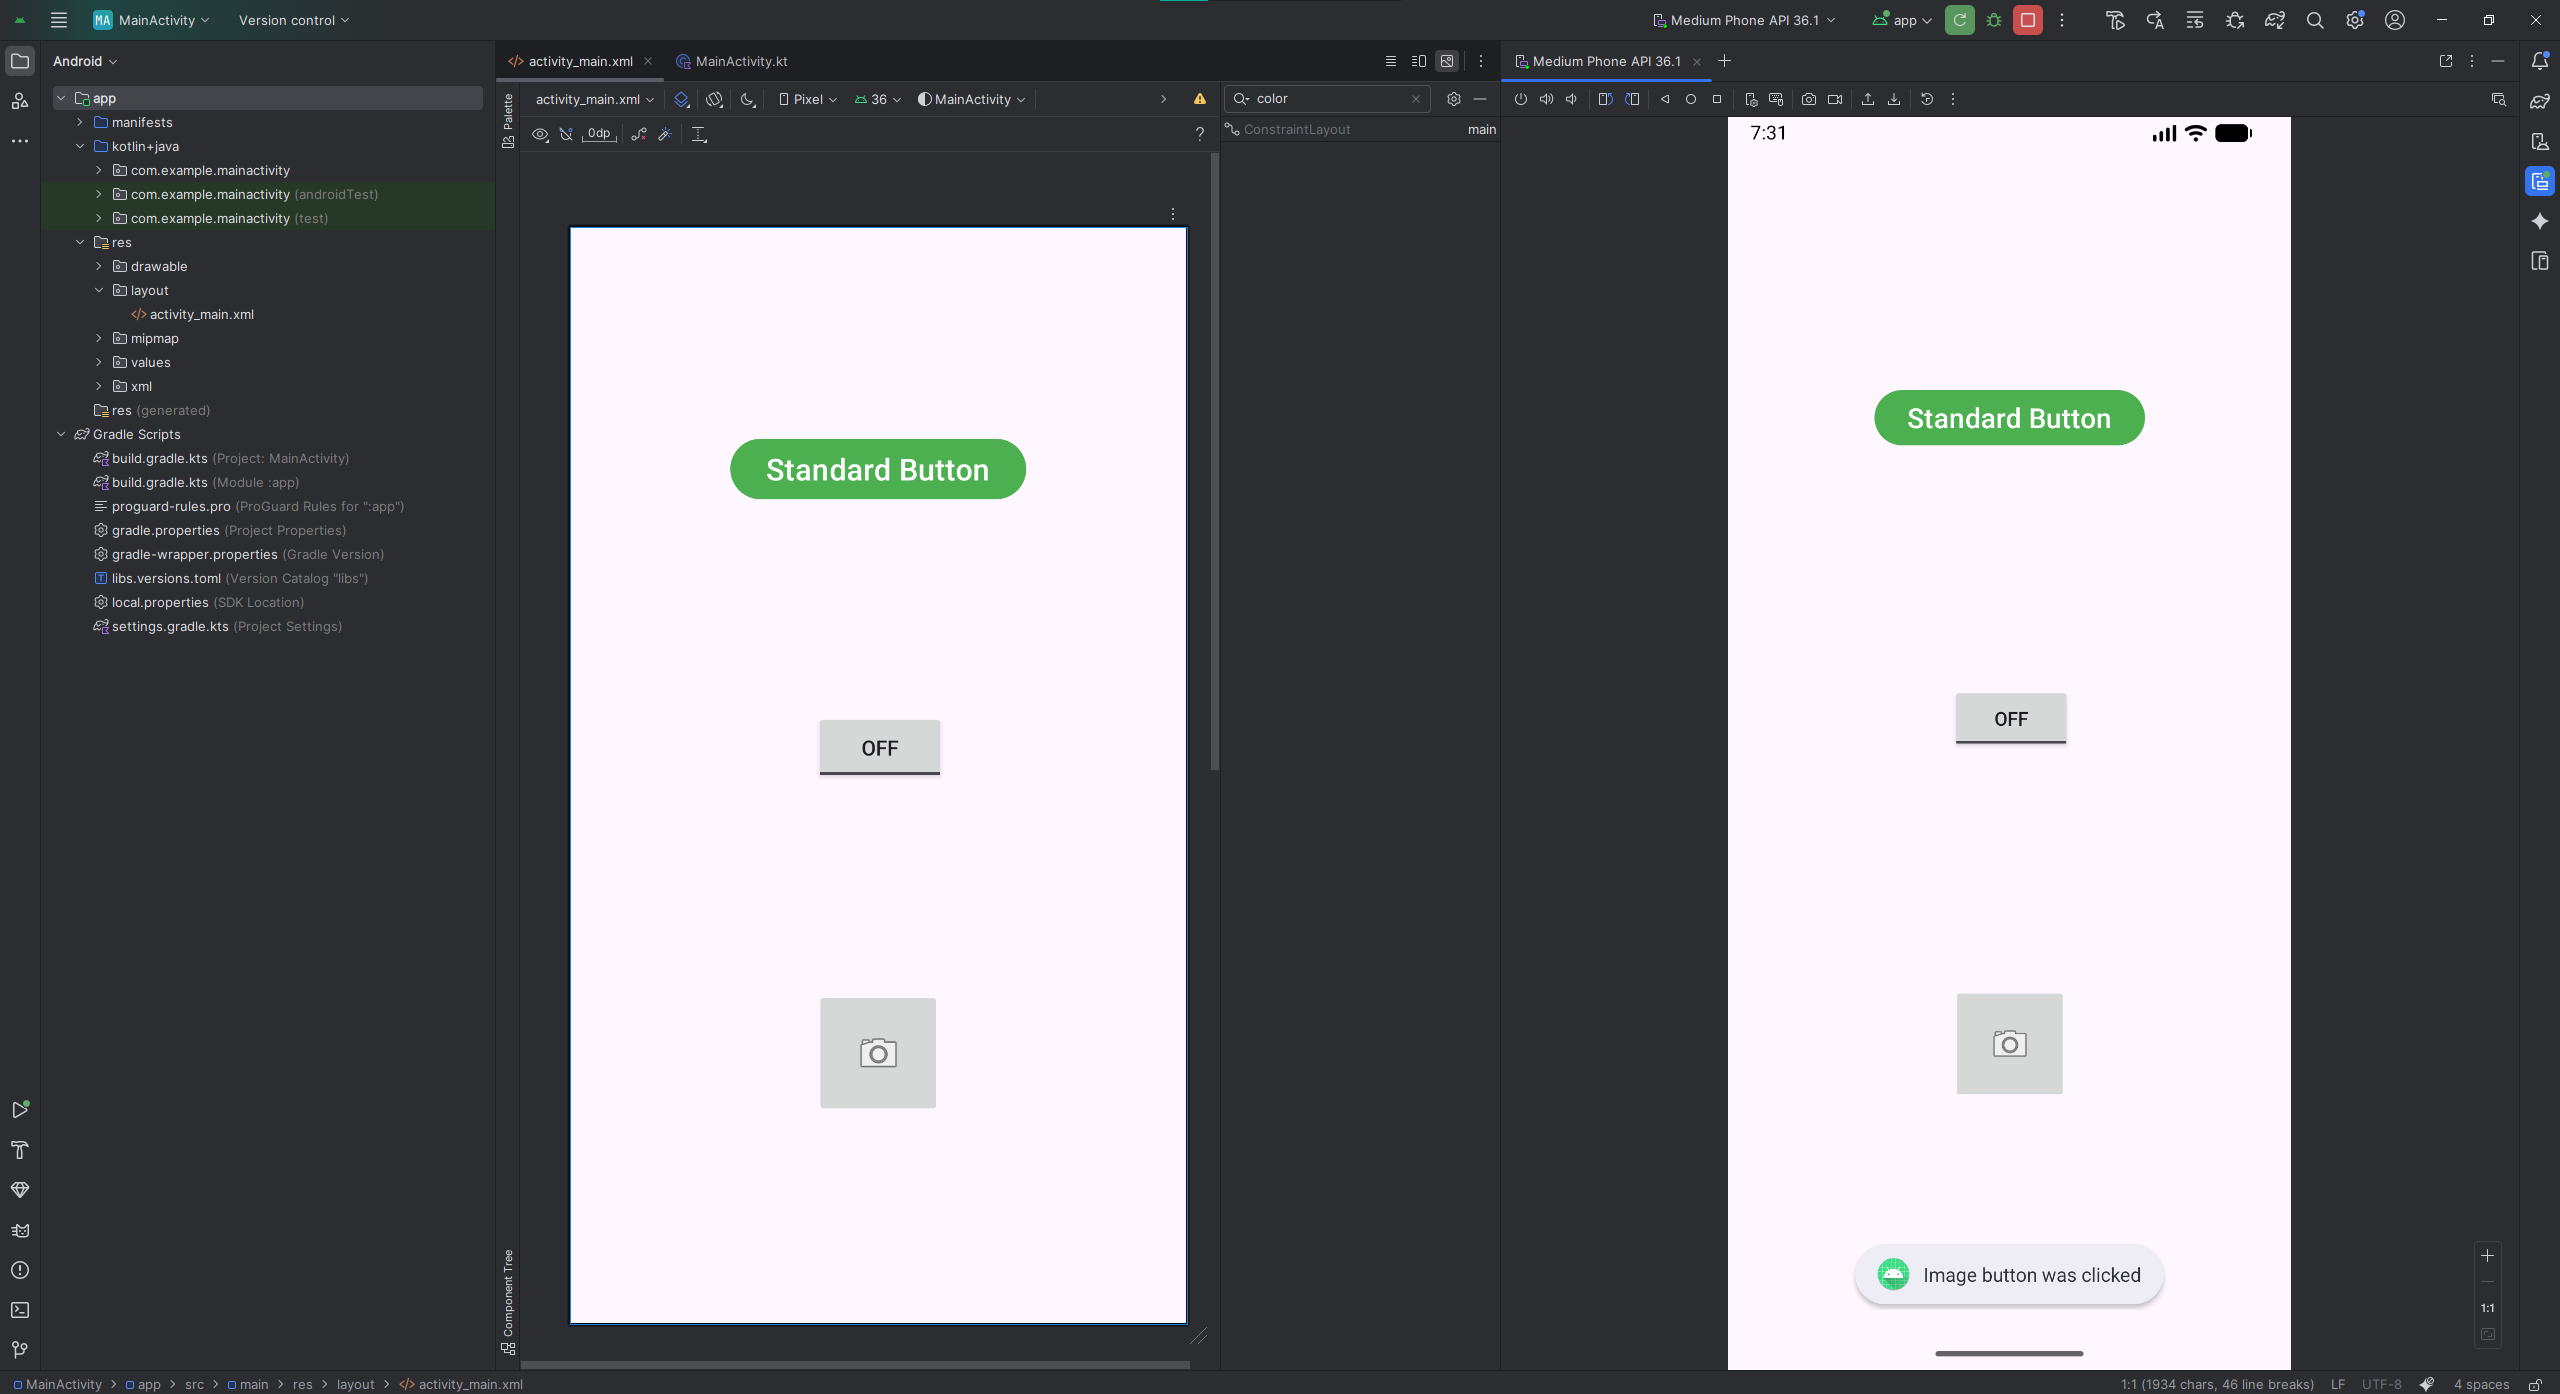 MA MainActivity Version control Medium Phone API 36.1 app
Android
app
manifests
kotlin+java
com.example.mainactivity
com.example.mainactivity (androidTest)
com.example.mainactivity (test)
res
drawable
layout
activity_main.xml
mipmap
values
xml
res (generated)
Gradle Scripts
build.gradle.kts (Project: MainActivity)
build.gradle.kts (Module :app)
proguard-rules.pro (ProGuard Rules for ":app")
gradle.properties (Project Properties)
gradle-wrapper.properties (Gradle Version)
libs.versions.toml (Version Catalog "libs")
local.properties (SDK Location)
settings.gradle.kts (Project Settings)
activity_main.xml MainActivity.kt
Palette
activity_main.xml Pixel 36 MainActivity
0dp ?
Standard Button
OFF
Component Tree
color
ConstraintLayout main
Medium Phone API 36.1
7:31
Standard Button
OFF
Image button was clicked
1:1
MainActivity > app > src > main > res > layout > activity_main.xml
1:1 (1934 chars, 46 line breaks) LF UTF-8 4 spaces